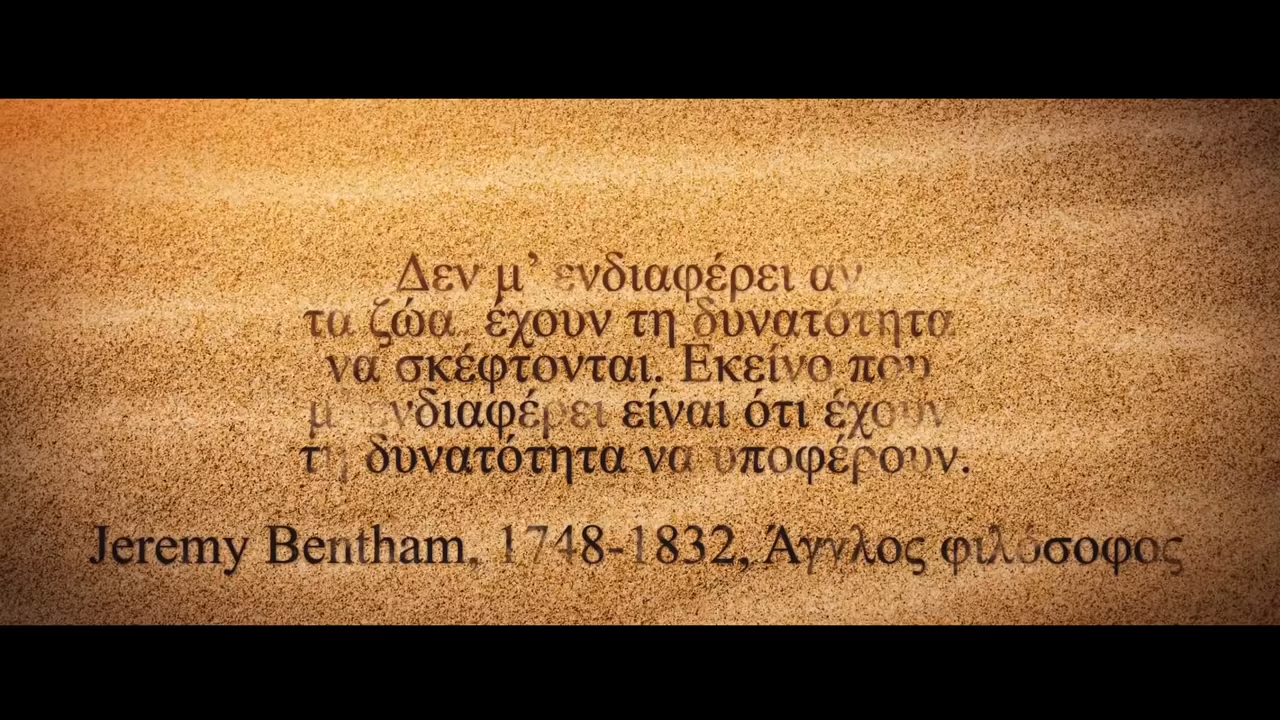 Δεν μ’ ενδιαφέρει αν
τα ζώα έχουν τη δυνατότητα
να σκέφτονται. Εκείνο που
μ’ ενδιαφέρει είναι ότι έχουν
τη δυνατότητα να υποφέρουν.
Jeremy Bentham, 1748-1832, Άγγλος φιλόσοφος